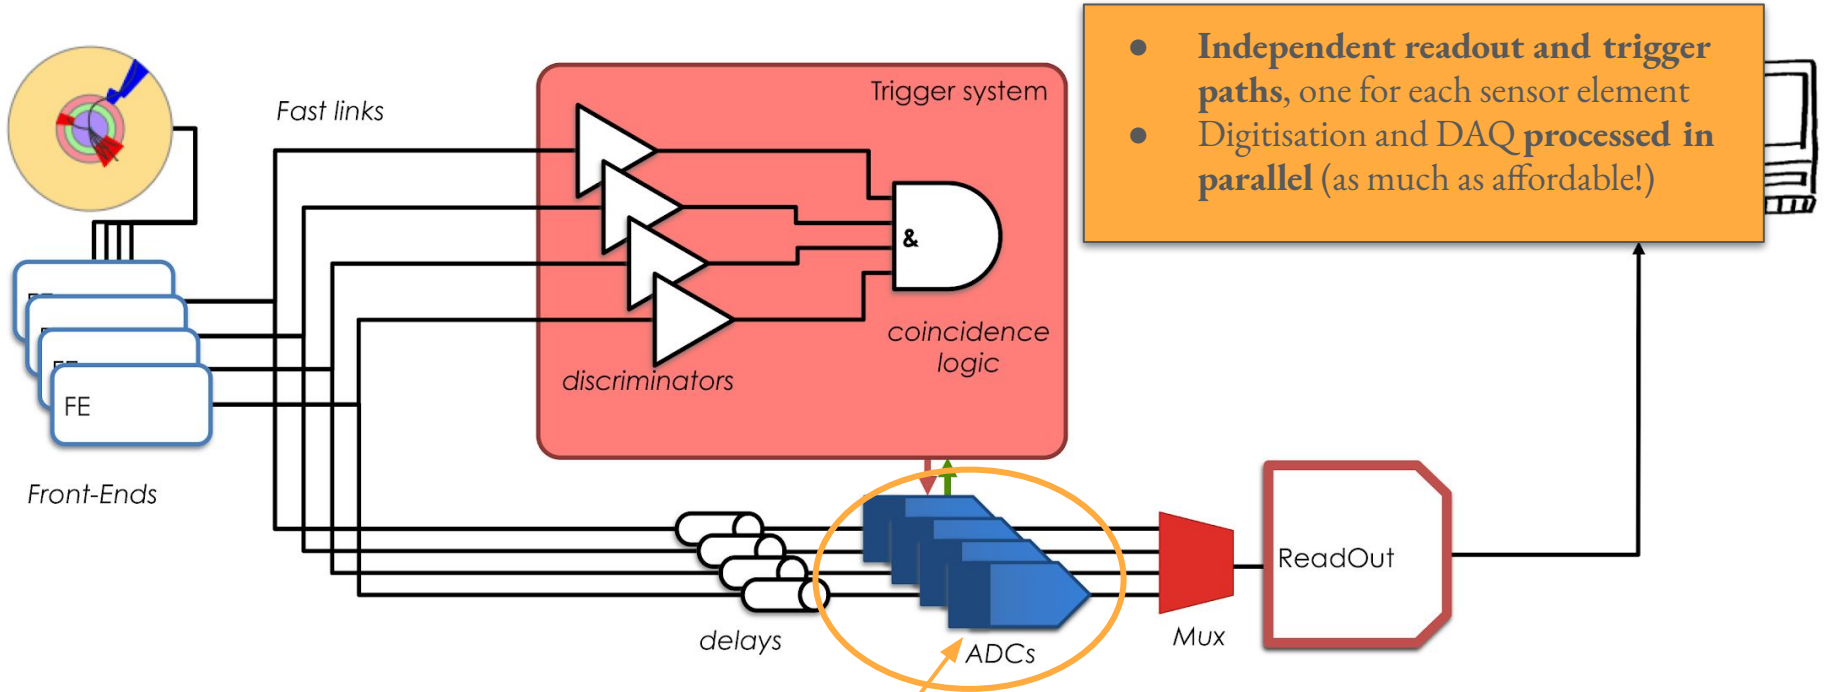 ● Independent readout and trigger
paths, one for each sensor element
● Digitisation and DAQ processed in
parallel (as much as affordable!)
Trigger system
Fast links
&
coincidence
logic
discriminators
FE
Front-Ends
ReadOut
delays
ADCs
Mux